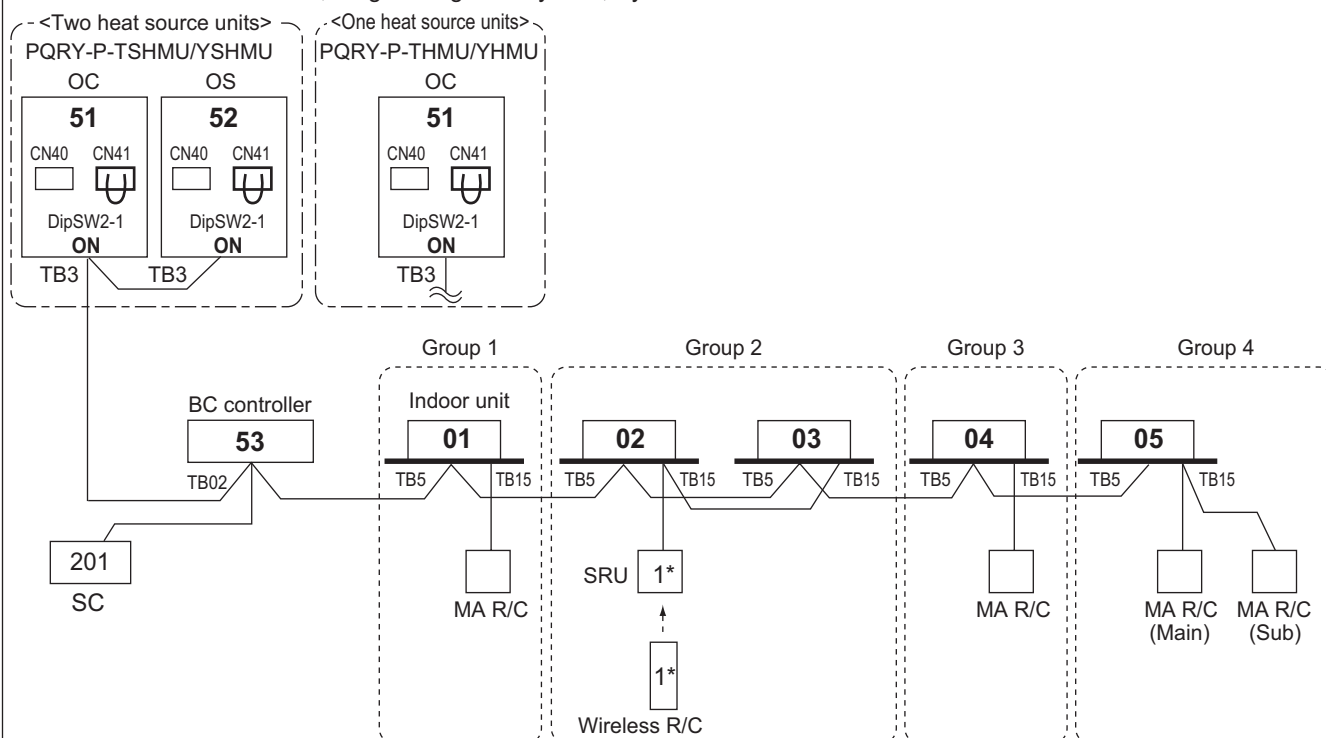 <Two heat source units>
<One heat source units>
PQRY-P-TSHMU/YSHMU
PQRY-P-THMU/YHMU
OC
OS
OC
51
52
51
CN40 CN41
CN40 CN41
CN40 CN41
DipSW2-1
DipSW2-1
DipSW2-1
ON
ON
ON
TB3
TB3
TB3
Group 1
Group 2
Group 3
Group 4
BC controller
Indoor unit
53
01
02
03
04
05
TB02
TB5
TB15
TB5
TB15
TB5
TB15
TB5
TB15
TB5
TB15
201
SC
MA R/C
SRU
1*
MA R/C
MA R/C
(Main)
MA R/C
(Sub)
1*
Wireless R/C